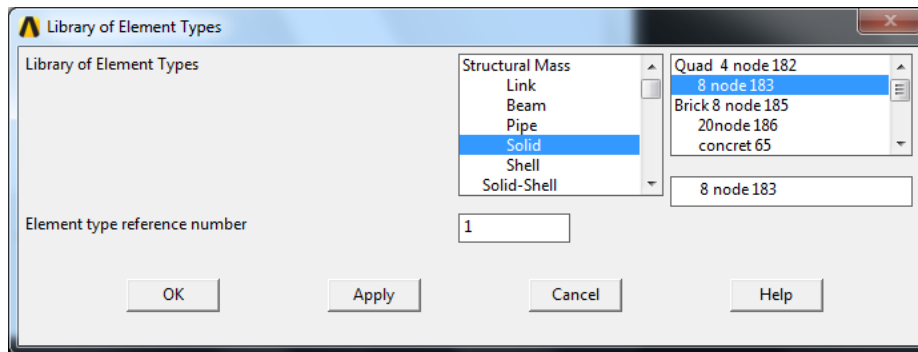 Library of Element Types
Library of Element Types
Structural Mass
Link
Beam
Pipe
Solid
Shell
Solid-Shell
Quad 4 node 182
8 node 183
Brick 8 node 185
20node 186
concret 65
8 node 183
Element type reference number
1
OK
Apply
Cancel
Help